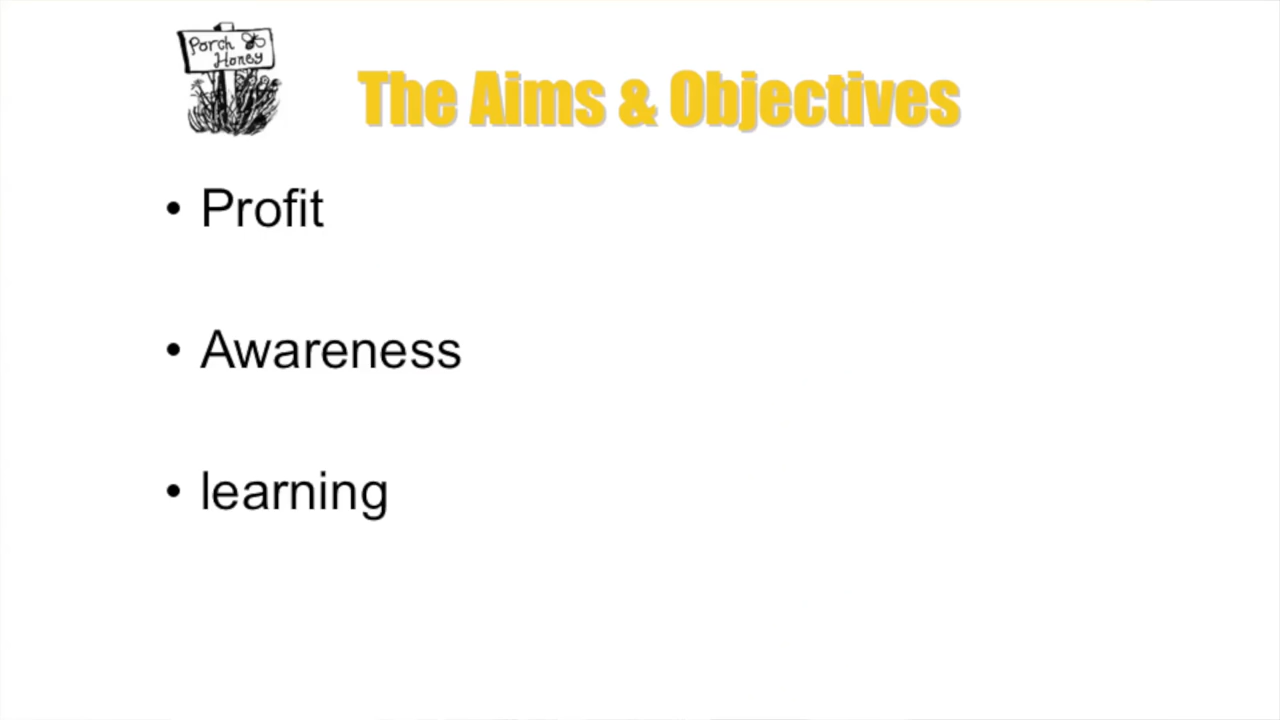 Porch
Honey
The Aims & Objectives
• Profit
• Awareness
• learning